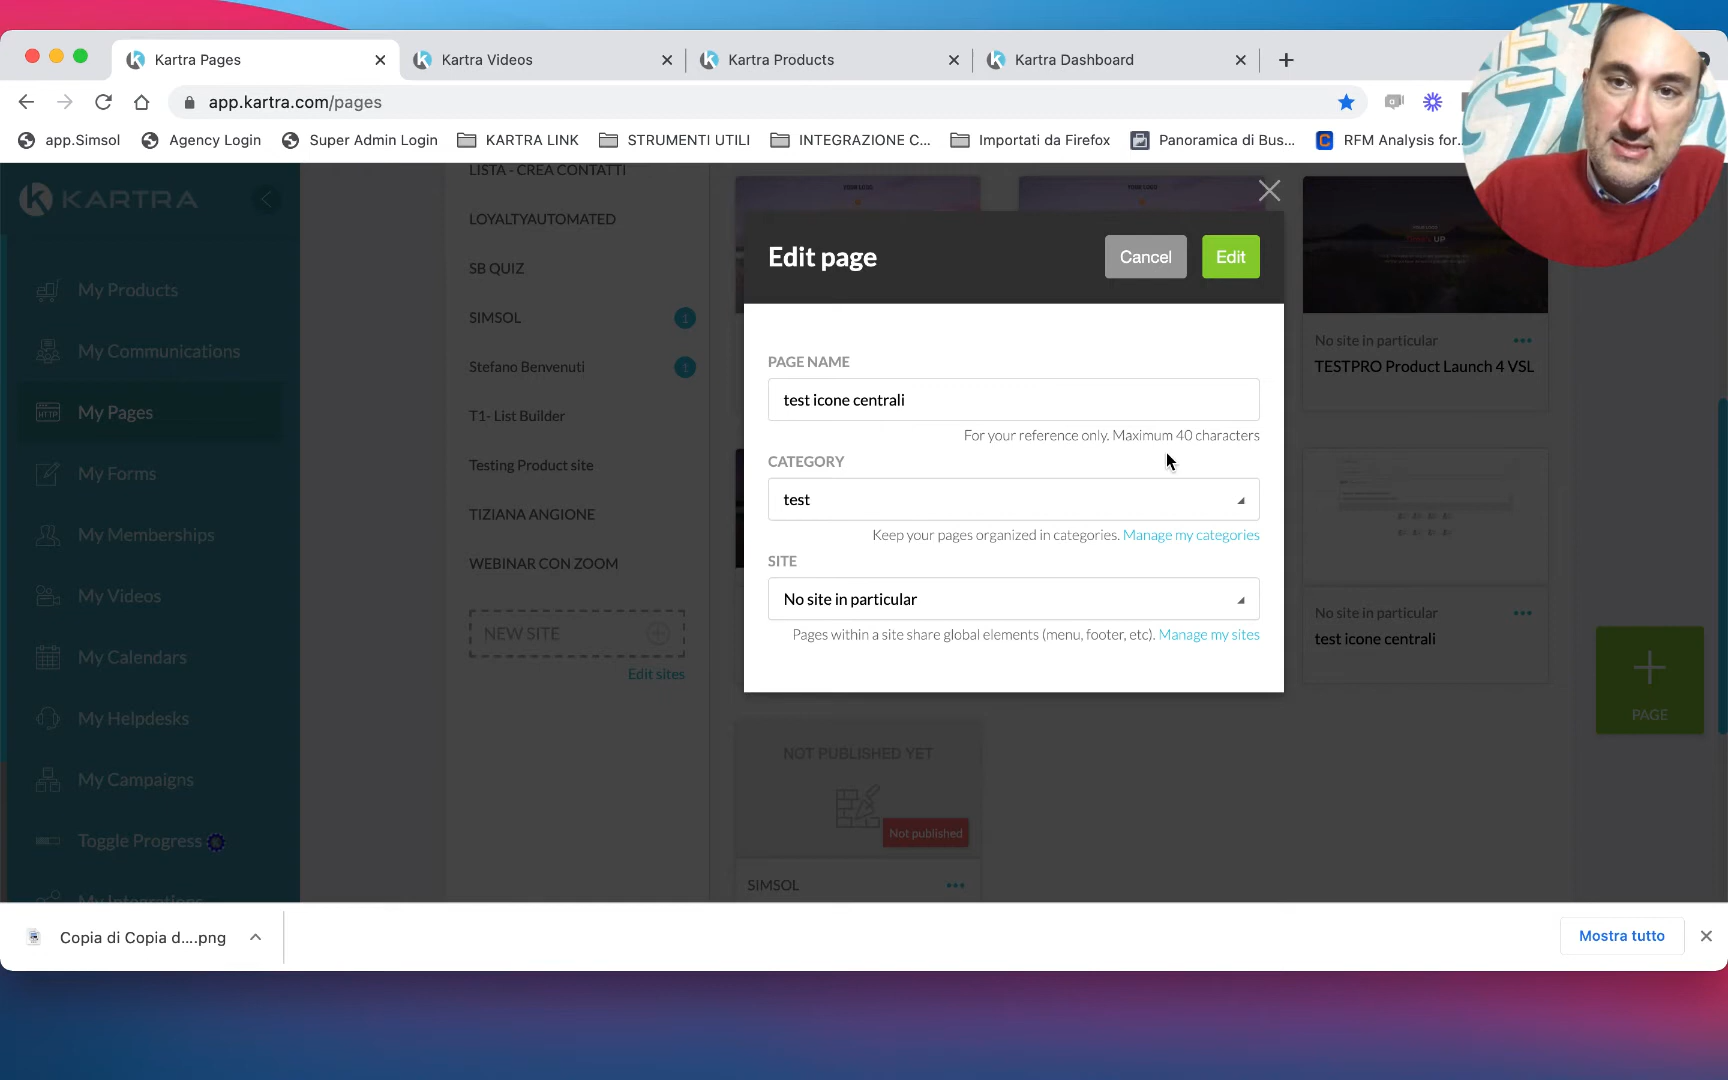 Kartra Pages
Kartra Videos
Kartra Products
Kartra Dashboard
app.kartra.com/pages
app.Simsol
Agency Login
Super Admin Login
KARTRA LINK
STRUMENTI UTILI
INTEGRAZIONE C...
Importati da Firefox
Panoramica di Bus...
RFM Analysis for...
KARTRA
My Products
My Communications
HTTP
My Pages
My Forms
My Memberships
My Videos
My Calendars
My Helpdesks
My Campaigns
Toggle Progress
My Integrations
LISTA - CREA CONTATTI
LOYALTYAUTOMATED
SB QUIZ
SIMSOL
1
Stefano Benvenuti
1
T1- List Builder
Testing Product site
TIZIANA ANGIONE
WEBINAR CON ZOOM
NEW SITE
Edit sites
Edit page
Cancel
Edit
PAGE NAME
test icone centrali
For your reference only. Maximum 40 characters
CATEGORY
test
Keep your pages organized in categories. Manage my categories
SITE
No site in particular
Pages within a site share global elements (menu, footer, etc). Manage my sites
No site in particular
TESTPRO Product Launch 4 VSL
No site in particular
test icone centrali
PAGE
NOT PUBLISHED YET
Not published
SIMSOL
Copia di Copia d....png
Mostra tutto